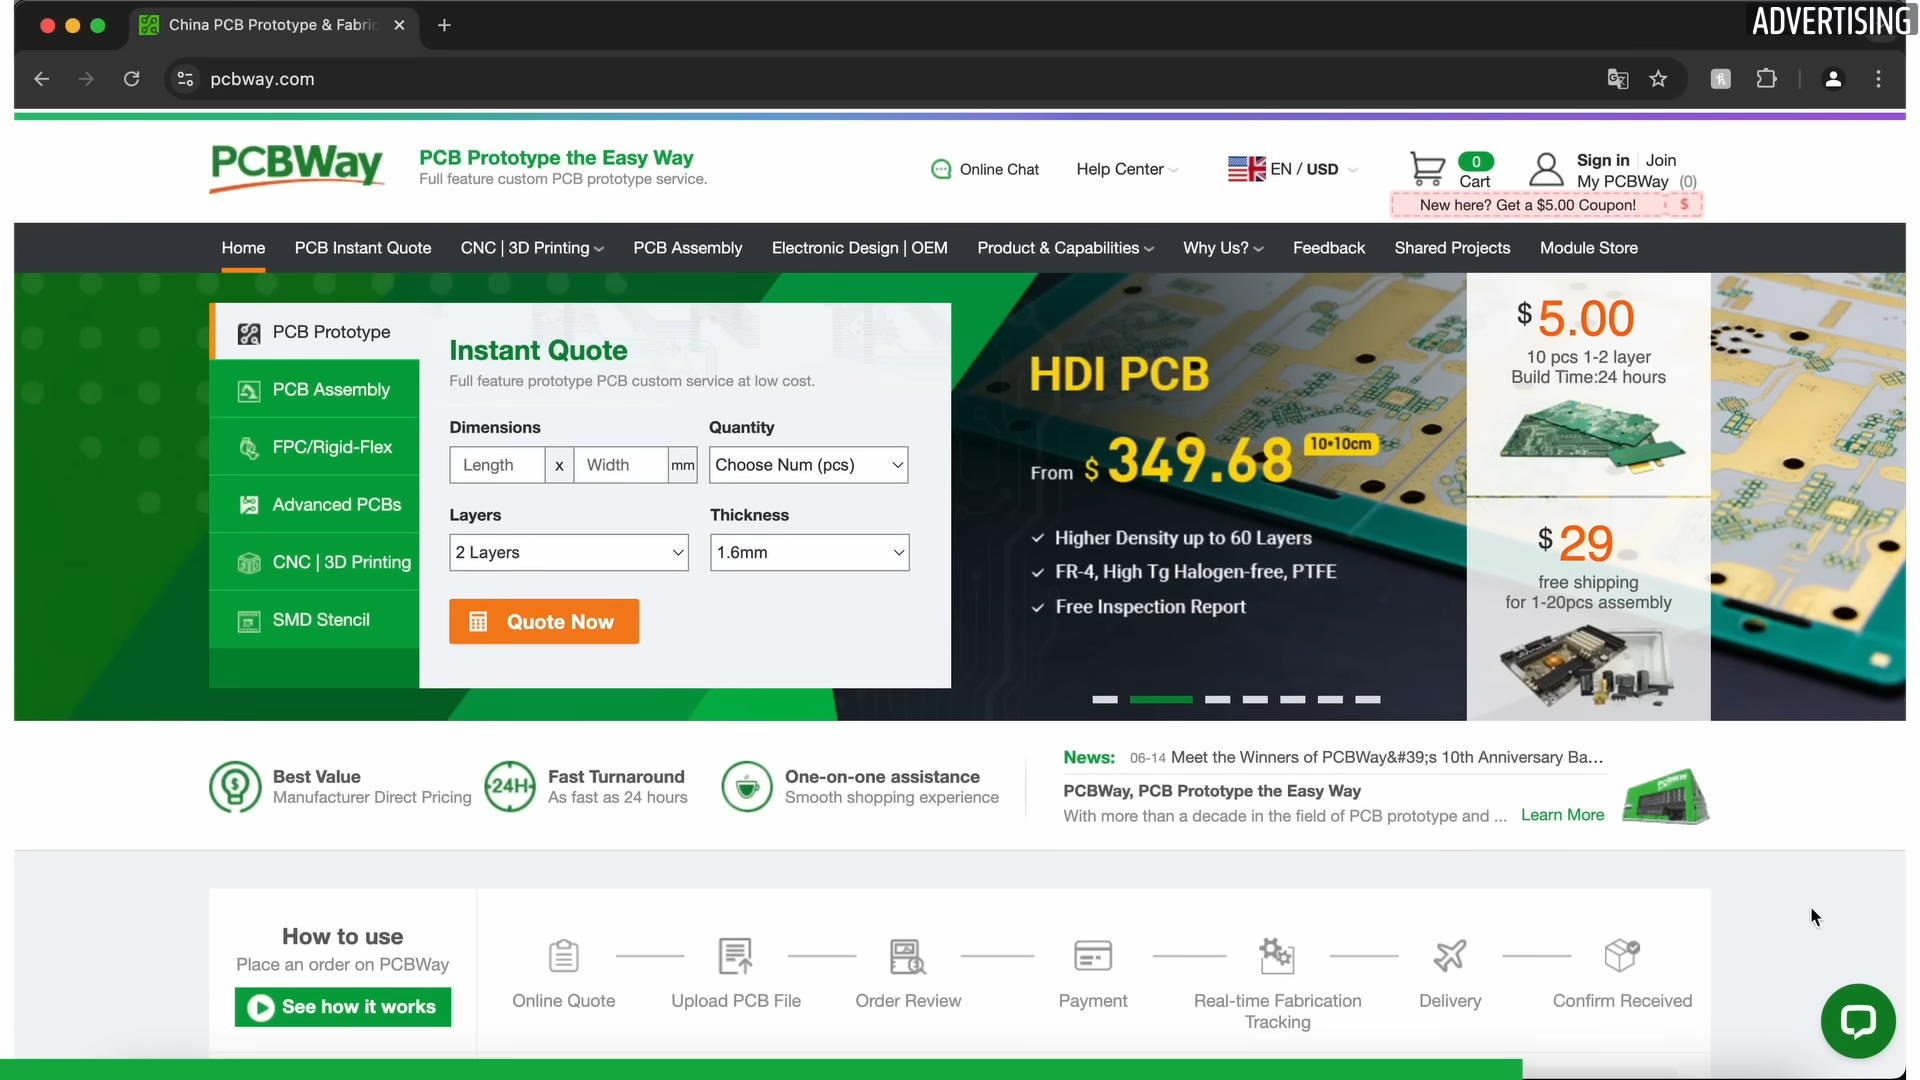 ADVERTISING
China PCB Prototype & Fabric
pcbway.com
PCBWay
PCB Prototype the Easy Way
Full feature custom PCB prototype service.
Online Chat
Help Center
EN / USD
0
Cart
Sign in
Join
My PCBWay (0)
New here? Get a $5.00 Coupon! $
Home
PCB Instant Quote
CNC | 3D Printing
PCB Assembly
Electronic Design | OEM
Product & Capabilities
Why Us?
Feedback
Shared Projects
Module Store
PCB Prototype
PCB Assembly
FPC/Rigid-Flex
Advanced PCBs
CNC | 3D Printing
SMD Stencil
Instant Quote
Full feature prototype PCB custom service at low cost.
Dimensions
Quantity
Length x Width mm
Choose Num (pcs)
Layers
Thickness
2 Layers
1.6mm
Quote Now
HDI PCB
From $ 349.68 10*10cm
Higher Density up to 60 Layers
FR-4, High Tg Halogen-free, PTFE
Free Inspection Report
$ 5.00
10 pcs 1-2 layer
Build Time:24 hours
$ 29
free shipping
for 1-20pcs assembly
Best Value
Manufacturer Direct Pricing
24H
Fast Turnaround
As fast as 24 hours
One-on-one assistance
Smooth shopping experience
News: 06-14 Meet the Winners of PCBWay&#39;s 10th Anniversary Ba...
PCBWay, PCB Prototype the Easy Way
With more than a decade in the field of PCB prototype and ... Learn More
How to use
Place an order on PCBWay
See how it works
Online Quote
Upload PCB File
Order Review
Payment
Real-time Fabrication
Tracking
Delivery
Confirm Received